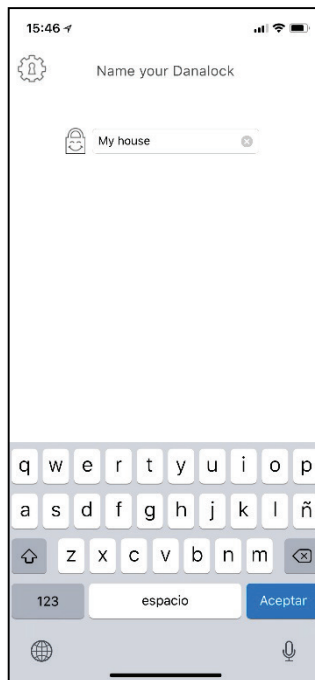 15:46
Name your Danalock
My house
q w e r t y u i o p
a s d f g h j k l ñ
z x c v b n m
123 espacio Aceptar